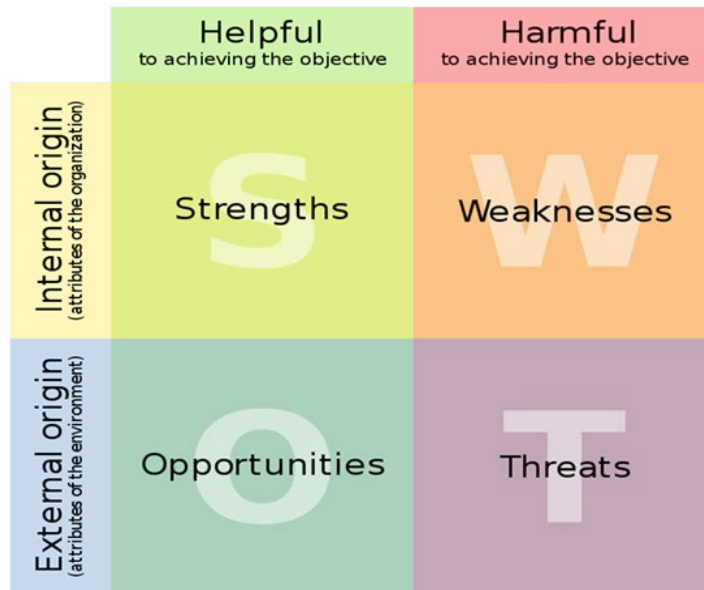 Helpful
to achieving the objective
Harmful
to achieving the objective
Internal origin
(attributes of the organization)
S
Strengths
W
Weaknesses
External origin
(attributes of the environment)
O
Opportunities
T
Threats